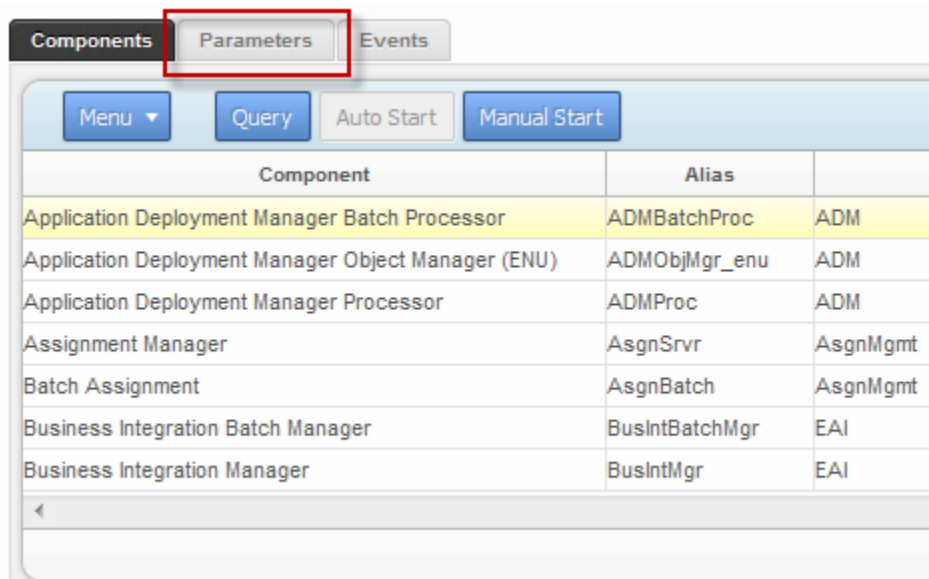 Components Parameters Events
Menu Query Auto Start Manual Start
Component Alias
Application Deployment Manager Batch Processor ADMBatchProc ADM
Application Deployment Manager Object Manager (ENU) ADMObjMgr_enu ADM
Application Deployment Manager Processor ADMProc ADM
Assignment Manager AsgnSrvr AsgnMgmt
Batch Assignment AsgnBatch AsgnMgmt
Business Integration Batch Manager BusIntBatchMgr EAI
Business Integration Manager BusIntMgr EAI